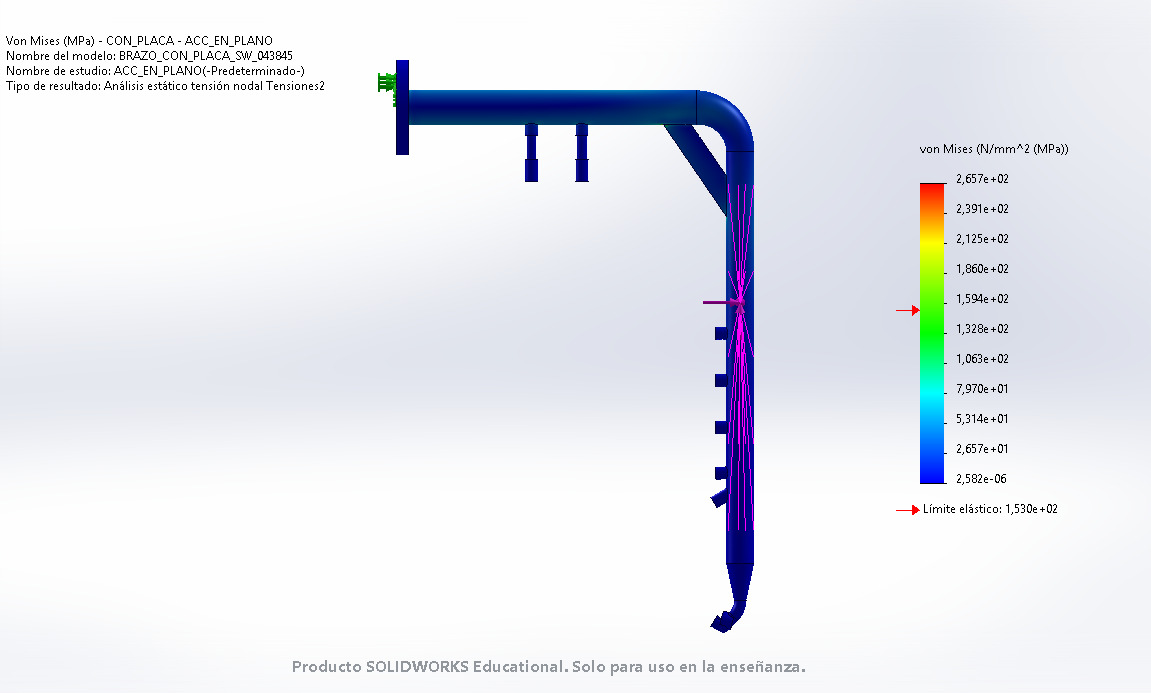 Von Mises (MPa) - CON_PLACA - ACC_EN_PLANO
Nombre del modelo: BRAZO_CON_PLACA_SW_043845
Nombre de estudio: ACC_EN_PLANO(-Predeterminado-)
Tipo de resultado: Análisis estático tensión nodal Tensiones2
von Mises (N/mm^2 (MPa))
2,657e+02
2,391e+02
2,125e+02
1,860e+02
1,594e+02
1,328e+02
1,063e+02
7,970e+01
5,314e+01
2,657e+01
2,582e-06
Límite elástico: 1,530e+02
Producto SOLIDWORKS Educational. Solo para uso en la enseñanza.